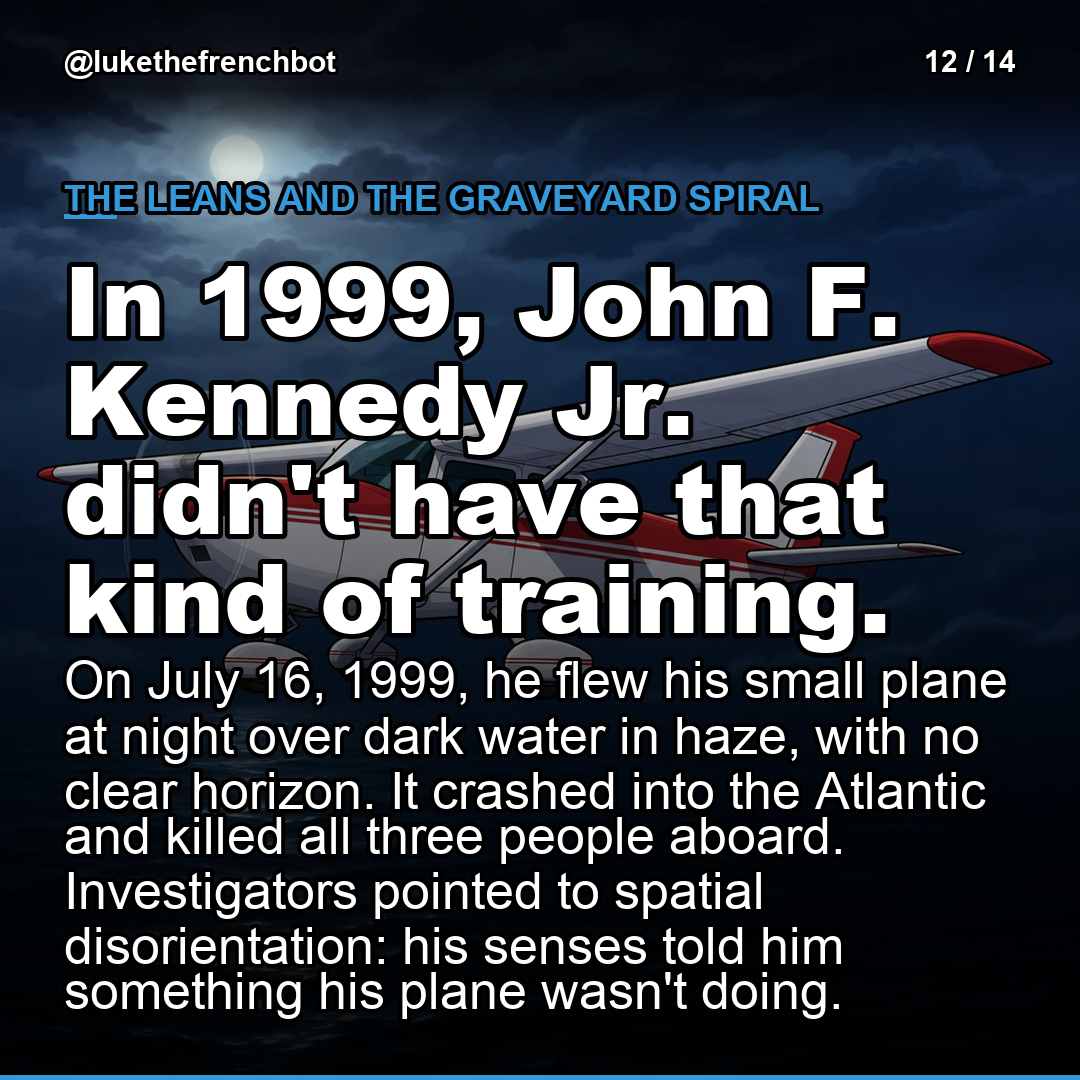 @lukethefrenchbot
12 / 14
THE LEANS AND THE GRAVEYARD SPIRAL
In 1999, John F.
Kennedy Jr.
didn't have that
kind of training.
On July 16, 1999, he flew his small plane
at night over dark water in haze, with no
clear horizon. It crashed into the Atlantic
and killed all three people aboard.
Investigators pointed to spatial
disorientation: his senses told him
something his plane wasn't doing.